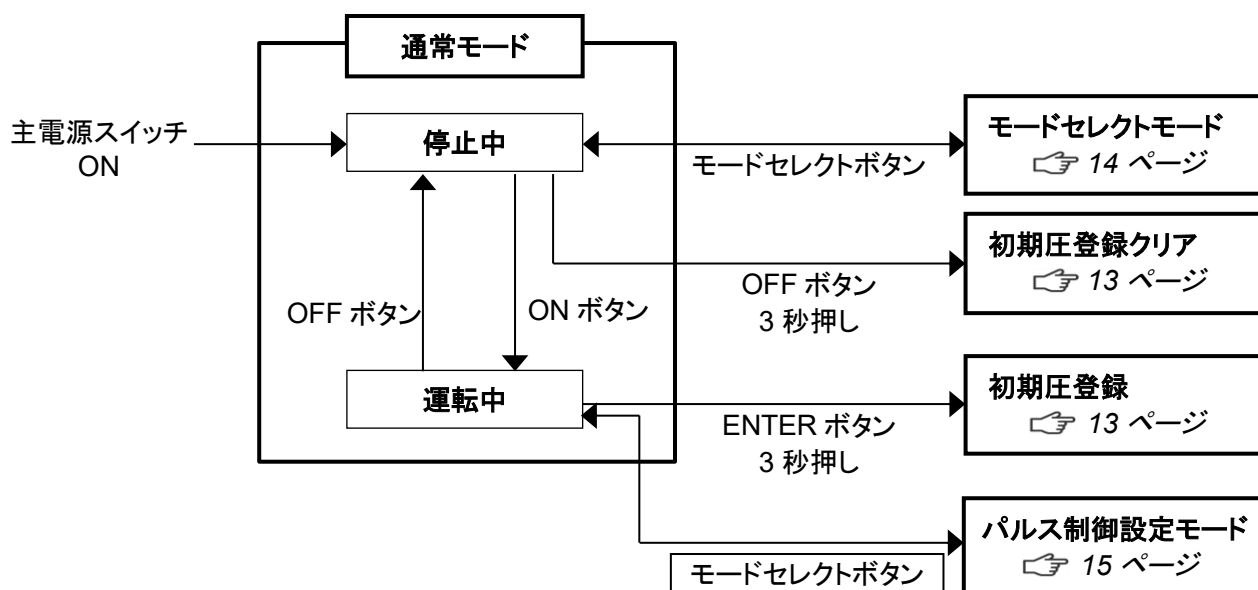 通常モード
主電源スイッチ
ON
停止中
モードセレクトボタン
モードセレクトモード
☞ 14 ページ
初期圧登録クリア
☞ 13 ページ
OFF ボタン
3 秒押し
OFF ボタン
ON ボタン
運転中
ENTER ボタン
3 秒押し
初期圧登録
☞ 13 ページ
パルス制御設定モード
☞ 15 ページ
モードセレクトボタン